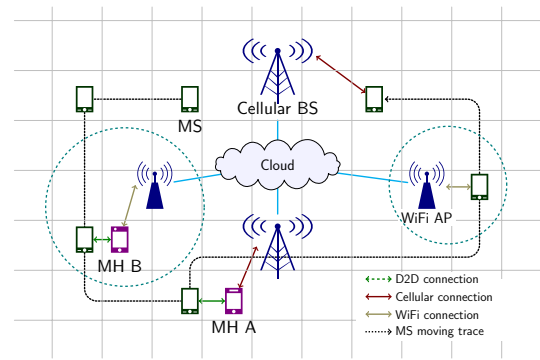 Cellular BS
MS
Cloud
WiFi AP
MH B
MH A
D2D connection
Cellular connection
WiFi connection
MS moving trace